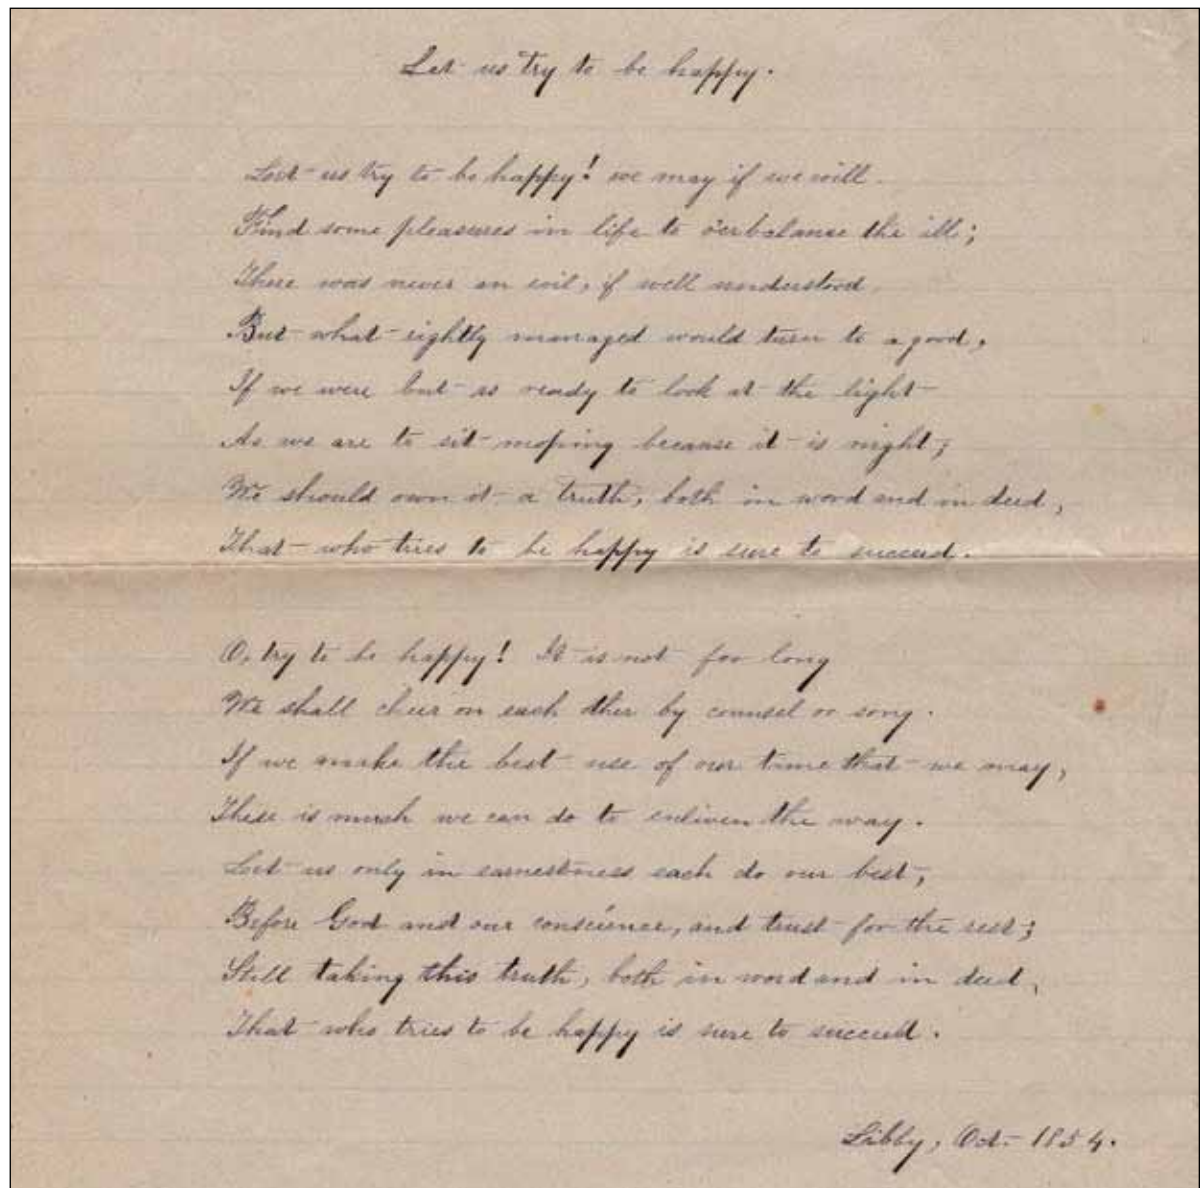 Let us try to be happy.
Let us try to be happy! we may if we will
Find some pleasures in life to o'erbalance the ill;
There was never an evil, if well understood
But what rightly managed would turn to a good,
If we were but as ready to look at the light
As we are to sit moping because it is night;
We should own it a truth, both in word and in deed,
That who tries to be happy is sure to succeed.
O, try to be happy! It is not for long
We shall cheer on each other by counsel or song.
If we make the best use of our time that we may,
There is much we can do to enliven the way.
Let us only in earnestness each do our best,
Before God and our conscience, and trust for the rest;
Still taking this truth, both in word and in deed,
That who tries to be happy is sure to succeed.
Libby, Oct. 1854.